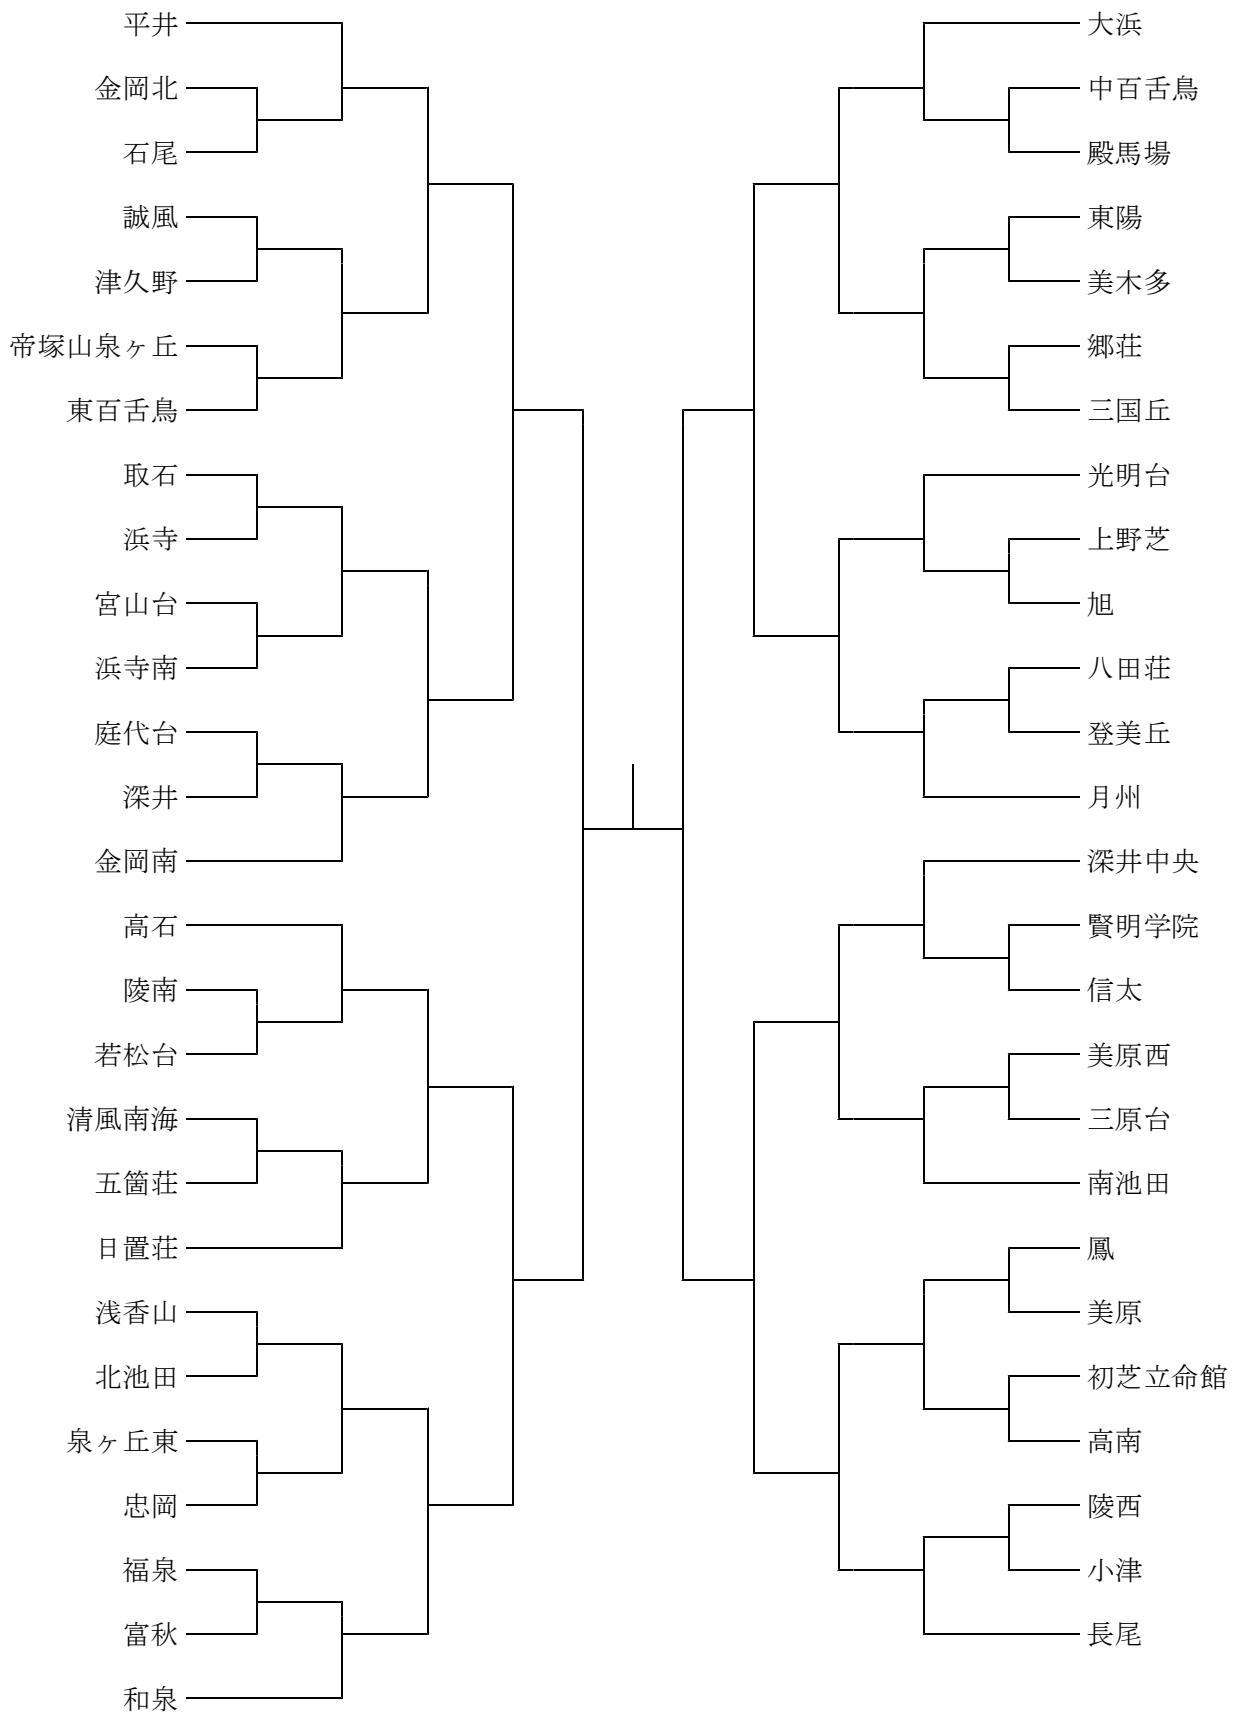 平井
金岡北
石尾
誠風
津久野
帝塚山泉ヶ丘
東百舌鳥
取石
浜寺
宮山台
浜寺南
庭代台
深井
金岡南
高石
陵南
若松台
清風南海
五箇荘
日置荘
浅香山
北池田
泉ヶ丘東
忠岡
福泉
富秋
和泉
大浜
中百舌鳥
殿馬場
東陽
美木多
郷荘
三国丘
光明台
上野芝
旭
八田荘
登美丘
月州
深井中央
賢明学院
信太
美原西
三原台
南池田
鳳
美原
初芝立命館
高南
陵西
小津
長尾